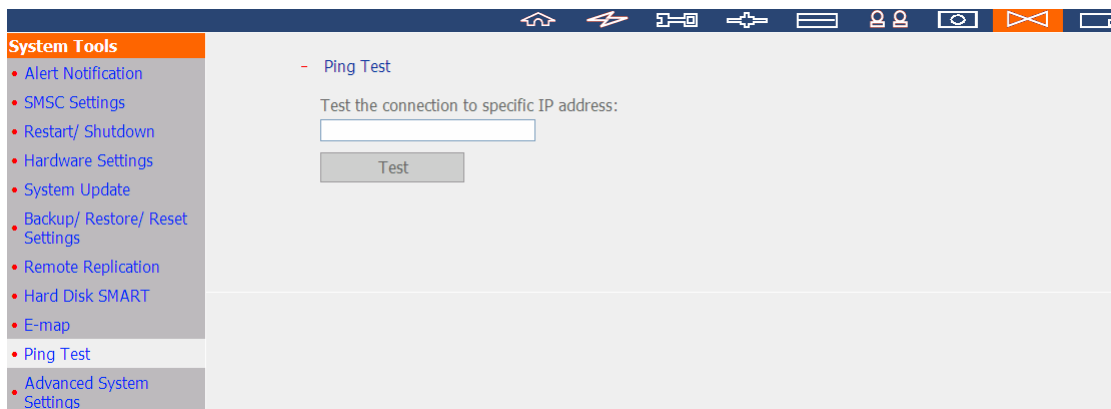 System Tools
Alert Notification
SMSC Settings
Restart/ Shutdown
Hardware Settings
System Update
Backup/ Restore/ Reset
Settings
Remote Replication
Hard Disk SMART
E-map
Ping Test
Advanced System
Settings
- Ping Test
Test the connection to specific IP address:
Test